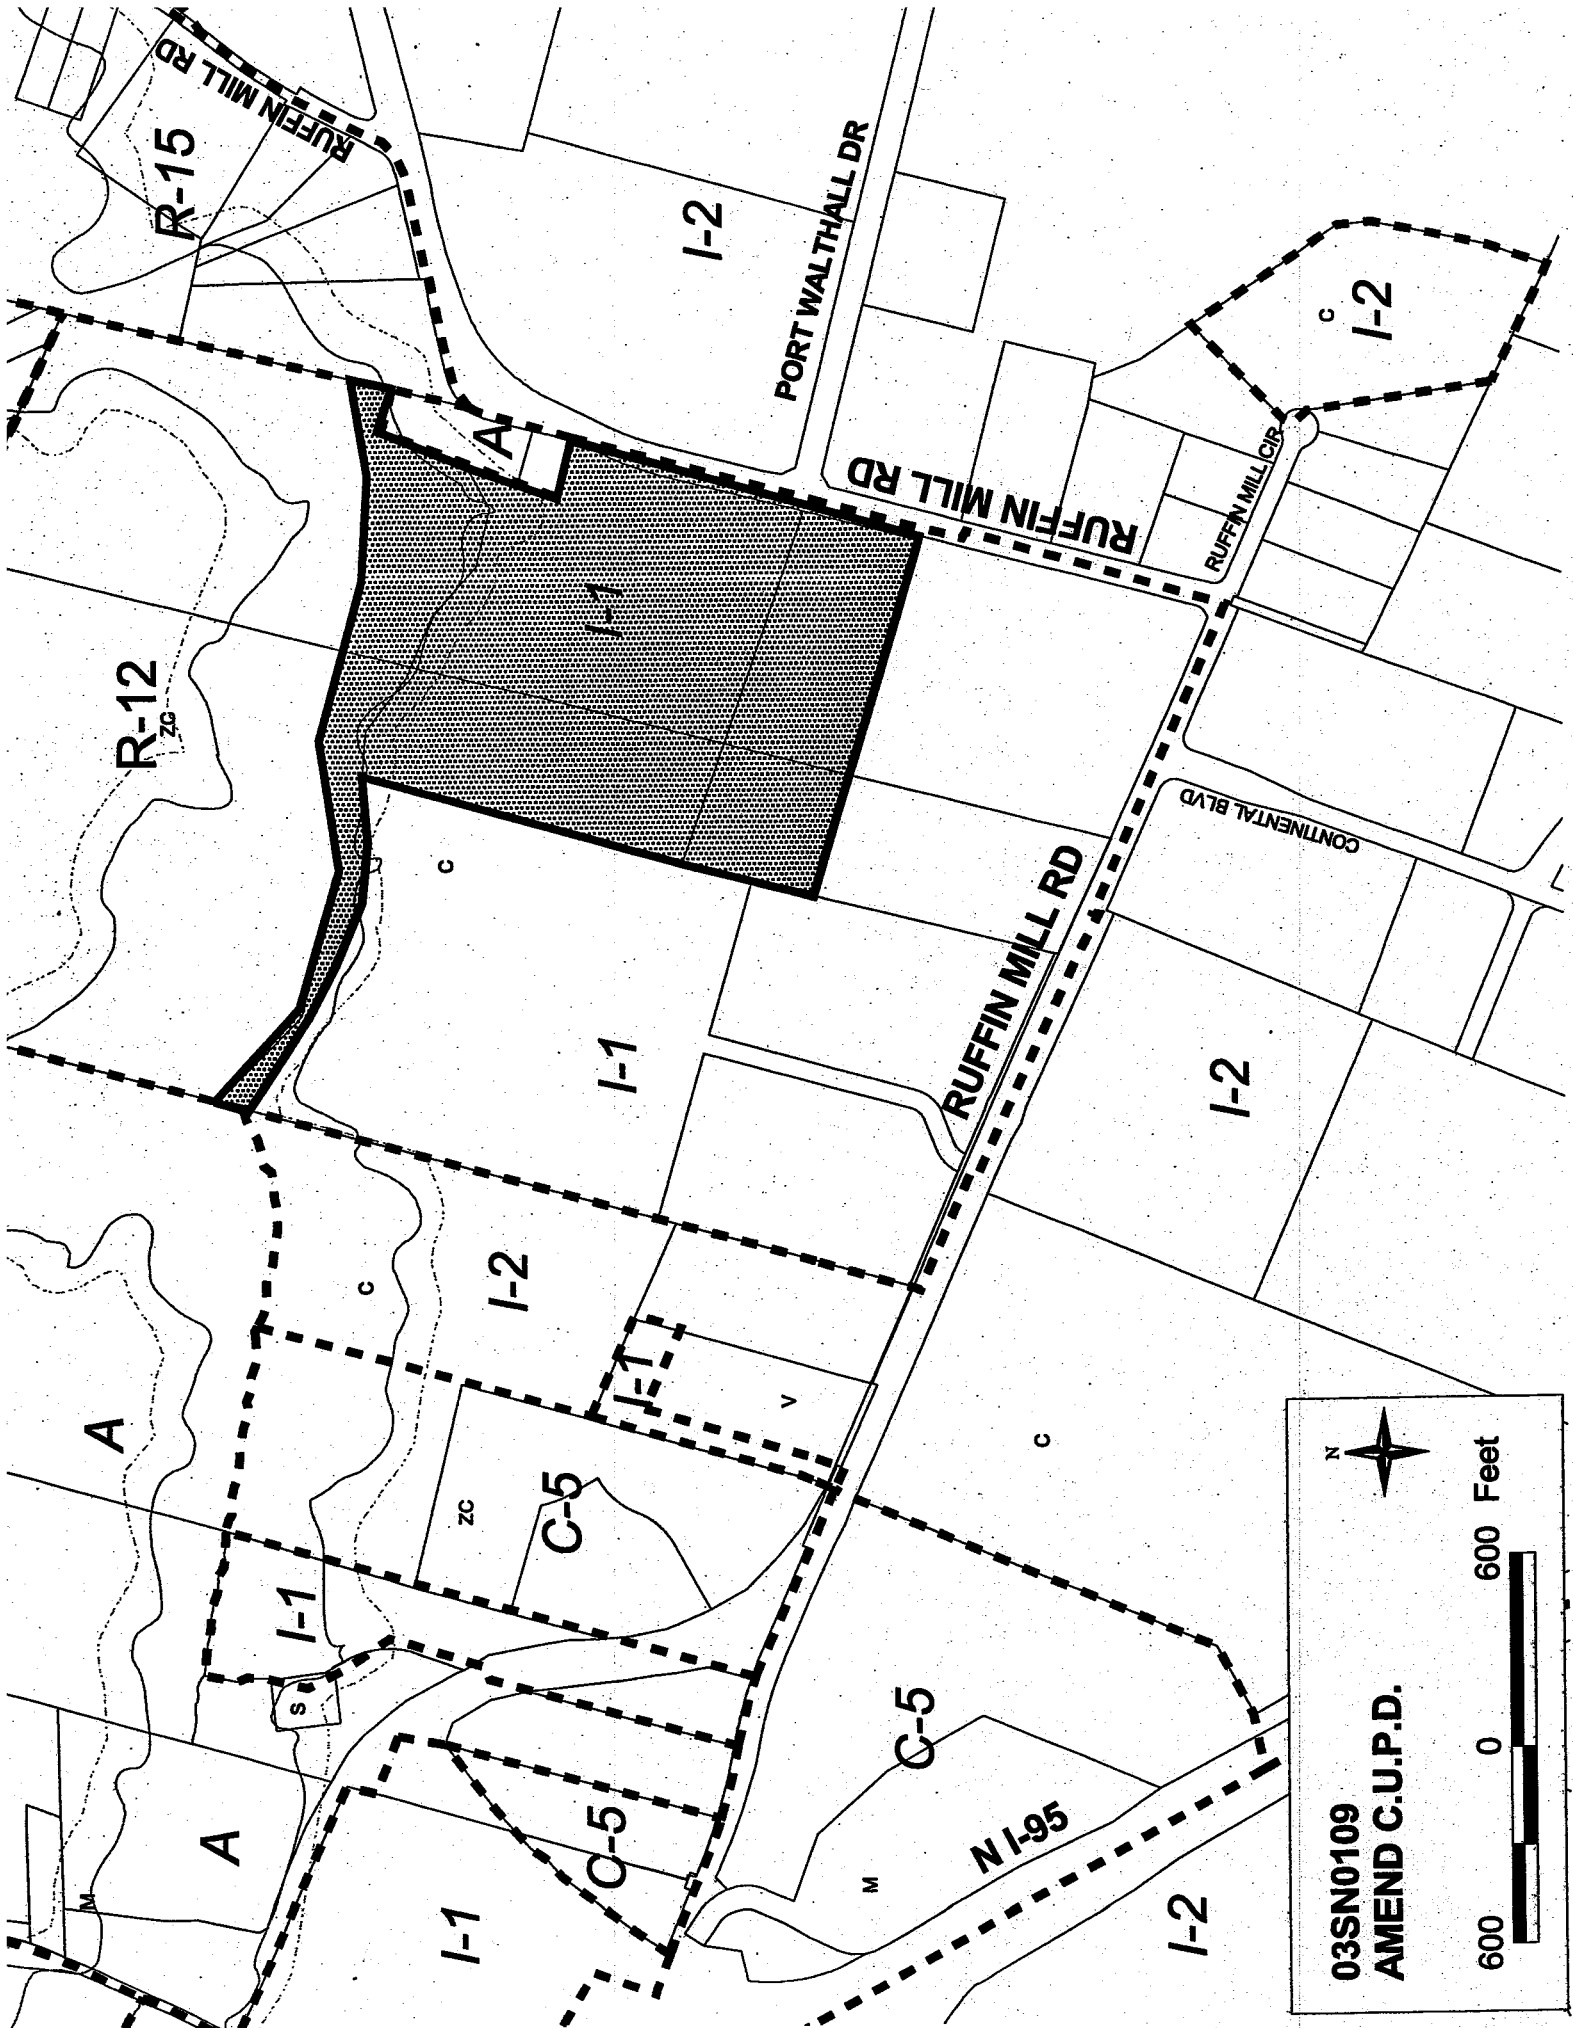 M
A
R-12
ZC
R-15
RUFFIN MILL RD
A
S
I-1
C
C
I-1
ZC
A
I-2
C-5
C-5
I-1
I-1
I-1
I-2
V
PORT WALTHALL DR
M
C-5
RUFFIN MILL RD
RUFFIN MILL RD
N I-95
C
I-2
I-2
RUFFIN MILL CIR
CONTINENTAL BLVD
C
I-2
N
03SN0109
AMEND C.U.P.D.
600 0 600 Feet